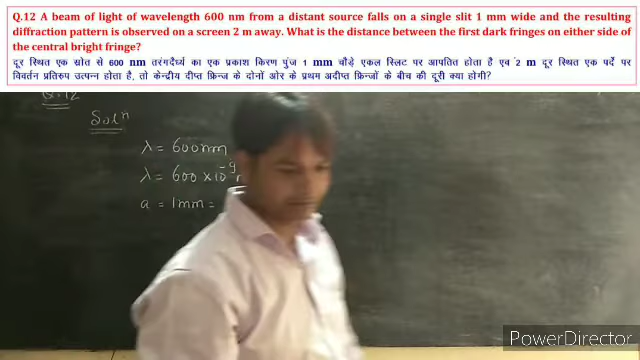 Q.12 A beam of light of wavelength 600 nm from a distant source falls on a single slit 1 mm wide and the resulting
diffraction pattern is observed on a screen 2 m away. What is the distance between the first dark fringes on either side of
the central bright fringe?
दूर स्थित एक स्रोत से 600 nm तरंगदैर्ध्य का एक प्रकाश किरण पुंज 1 mm चौड़े एकल स्लिट पर आपतित होता है एवं 2 m दूर स्थित एक पर्दे पर
विवर्तन प्रतिरुप उत्पन्न होता है, तो केन्द्रीय दीप्त फ्रिन्ज के दोनों ओर के प्रथम अदीप्त फ्रिन्जों के बीच की दूरी क्या होगी?
Solⁿ
λ = 600nm
λ = 600 × 10⁻⁹
a = 1mm =
PowerDirector